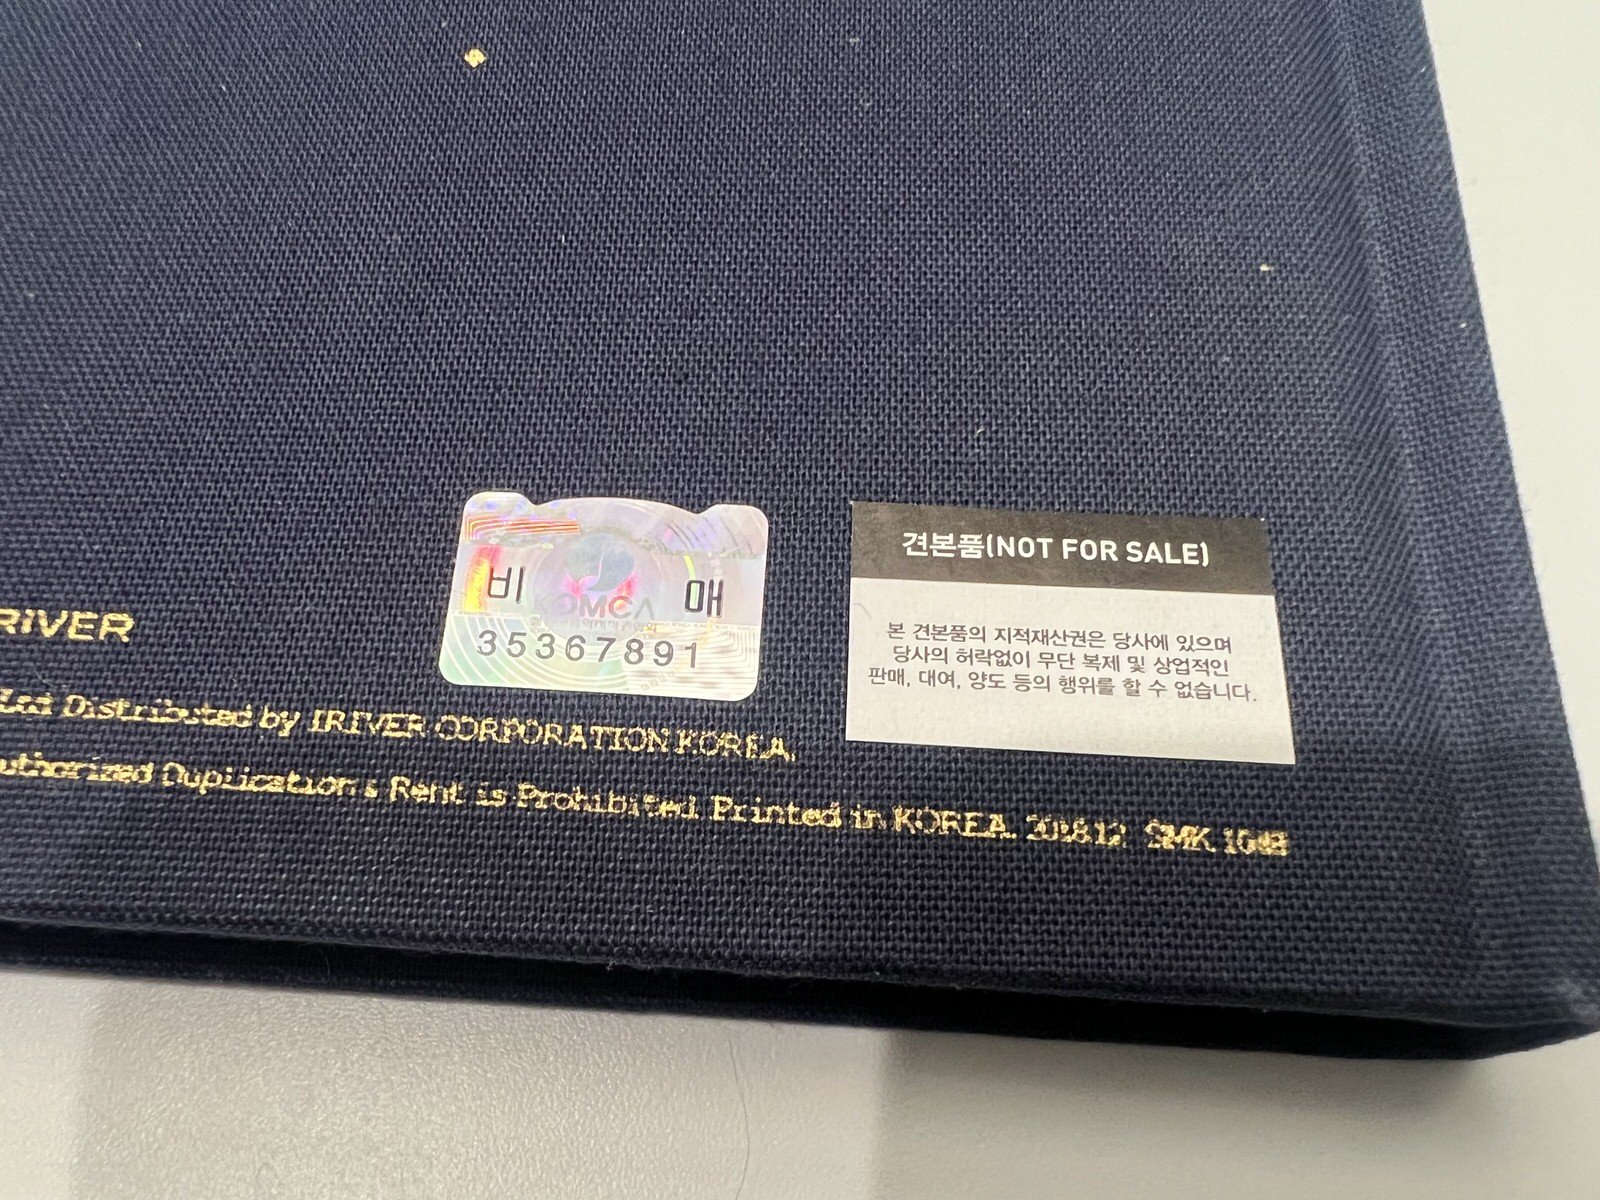 견본품(NOT FOR SALE)
비 매
KOMCA
35367891
본 견본품의 지적재산권은 당사에 있으며
당사의 허락없이 무단 복제 및 상업적인
판매, 대여, 양도 등의 행위를 할 수 없습니다.
RIVER
Ltd Distributed by IRIVER CORPORATION KOREA.
uthorized Duplication & Rent is Prohibited Printed in KOREA. 2018.12 SMK